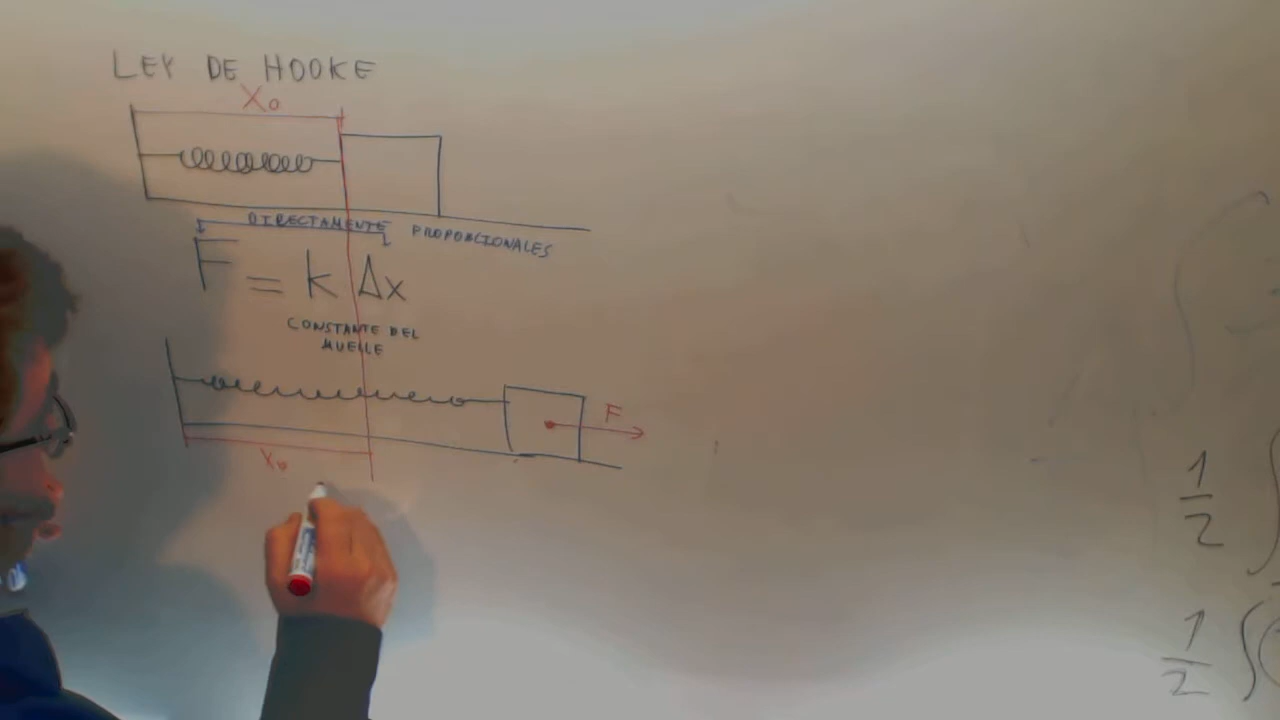 LEY DE HOOKE
X₀
DIRECTAMENTE PROPORCIONALES
F = k Δx
CONSTANTE DEL
MUELLE
F
X₀
1/2
1/2